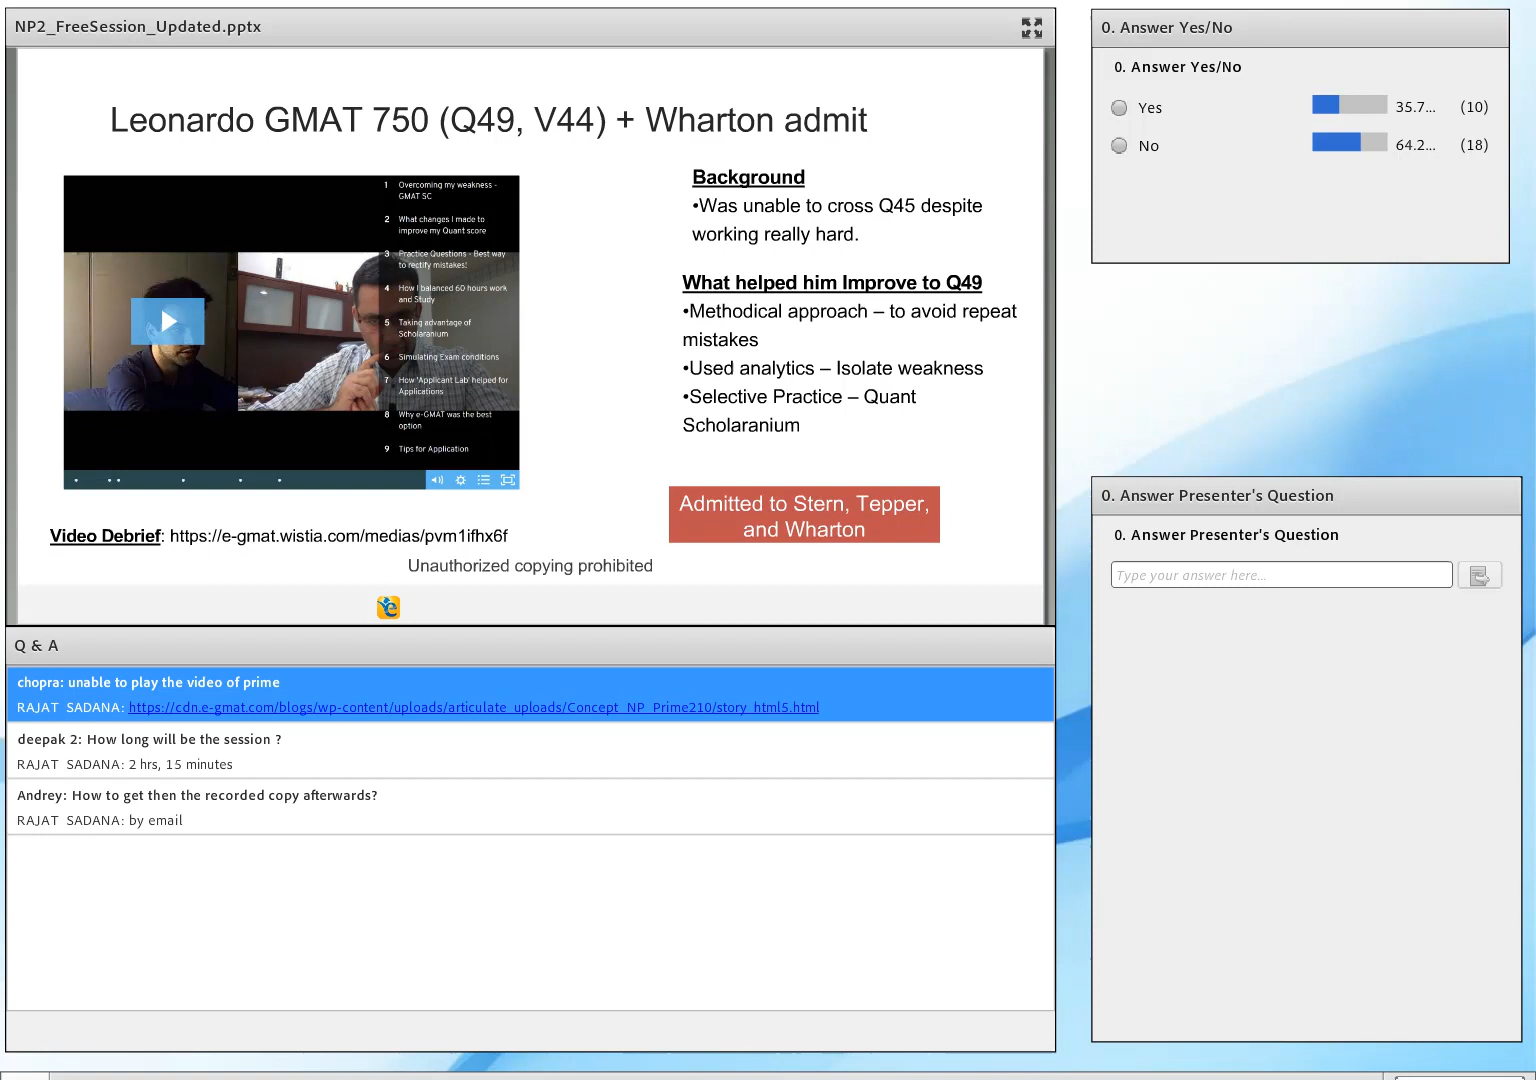 NP2_FreeSession_Updated.pptx
Leonardo GMAT 750 (Q49, V44) + Wharton admit
1 Overcoming my weakness -
GMAT SC
2 What changes I made to
improve my Quant score
3 Practice Questions - Best way
to rectify mistakes!
4 How I balanced 60 hours work
and Study
5 Taking advantage of
Scholaranium
6 Simulating Exam conditions
7 How 'Applicant Lab' helped for
Applications
8 Why e-GMAT was the best
option
9 Tips for Application
Background
•Was unable to cross Q45 despite
working really hard.
What helped him Improve to Q49
•Methodical approach – to avoid repeat
mistakes
•Used analytics – Isolate weakness
•Selective Practice – Quant
Scholaranium
Admitted to Stern, Tepper,
and Wharton
Video Debrief: https://e-gmat.wistia.com/medias/pvm1ifhx6f
Unauthorized copying prohibited
e
Q & A
chopra: unable to play the video of prime
RAJAT SADANA: https://cdn.e-gmat.com/blogs/wp-content/uploads/articulate_uploads/Concept_NP_Prime210/story_html5.html
deepak 2: How long will be the session ?
RAJAT SADANA: 2 hrs, 15 minutes
Andrey: How to get then the recorded copy afterwards?
RAJAT SADANA: by email
0. Answer Yes/No
0. Answer Yes/No
Yes 35.7... (10)
No 64.2... (18)
0. Answer Presenter's Question
0. Answer Presenter's Question
Type your answer here...